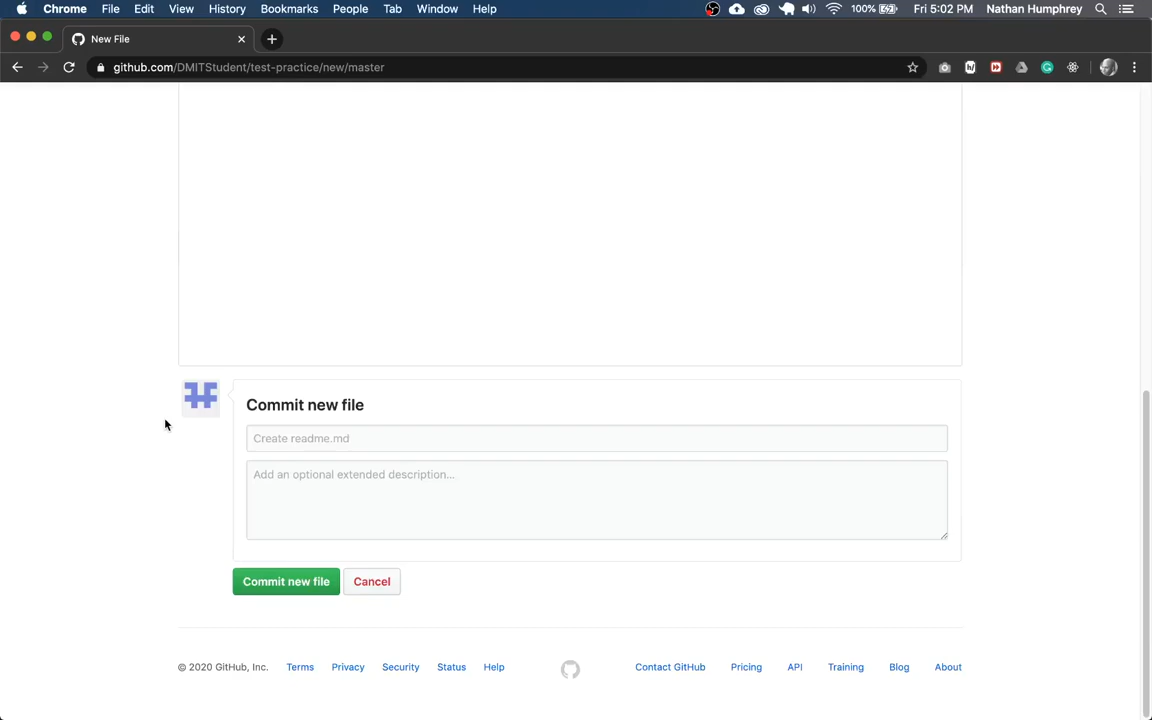 Chrome File Edit View History Bookmarks People Tab Window Help 100% Fri 5:02 PM Nathan Humphrey
New File
github.com/DMITStudent/test-practice/new/master
Commit new file
Create readme.md
Add an optional extended description...
Commit new file Cancel
© 2020 GitHub, Inc. Terms Privacy Security Status Help Contact GitHub Pricing API Training Blog About